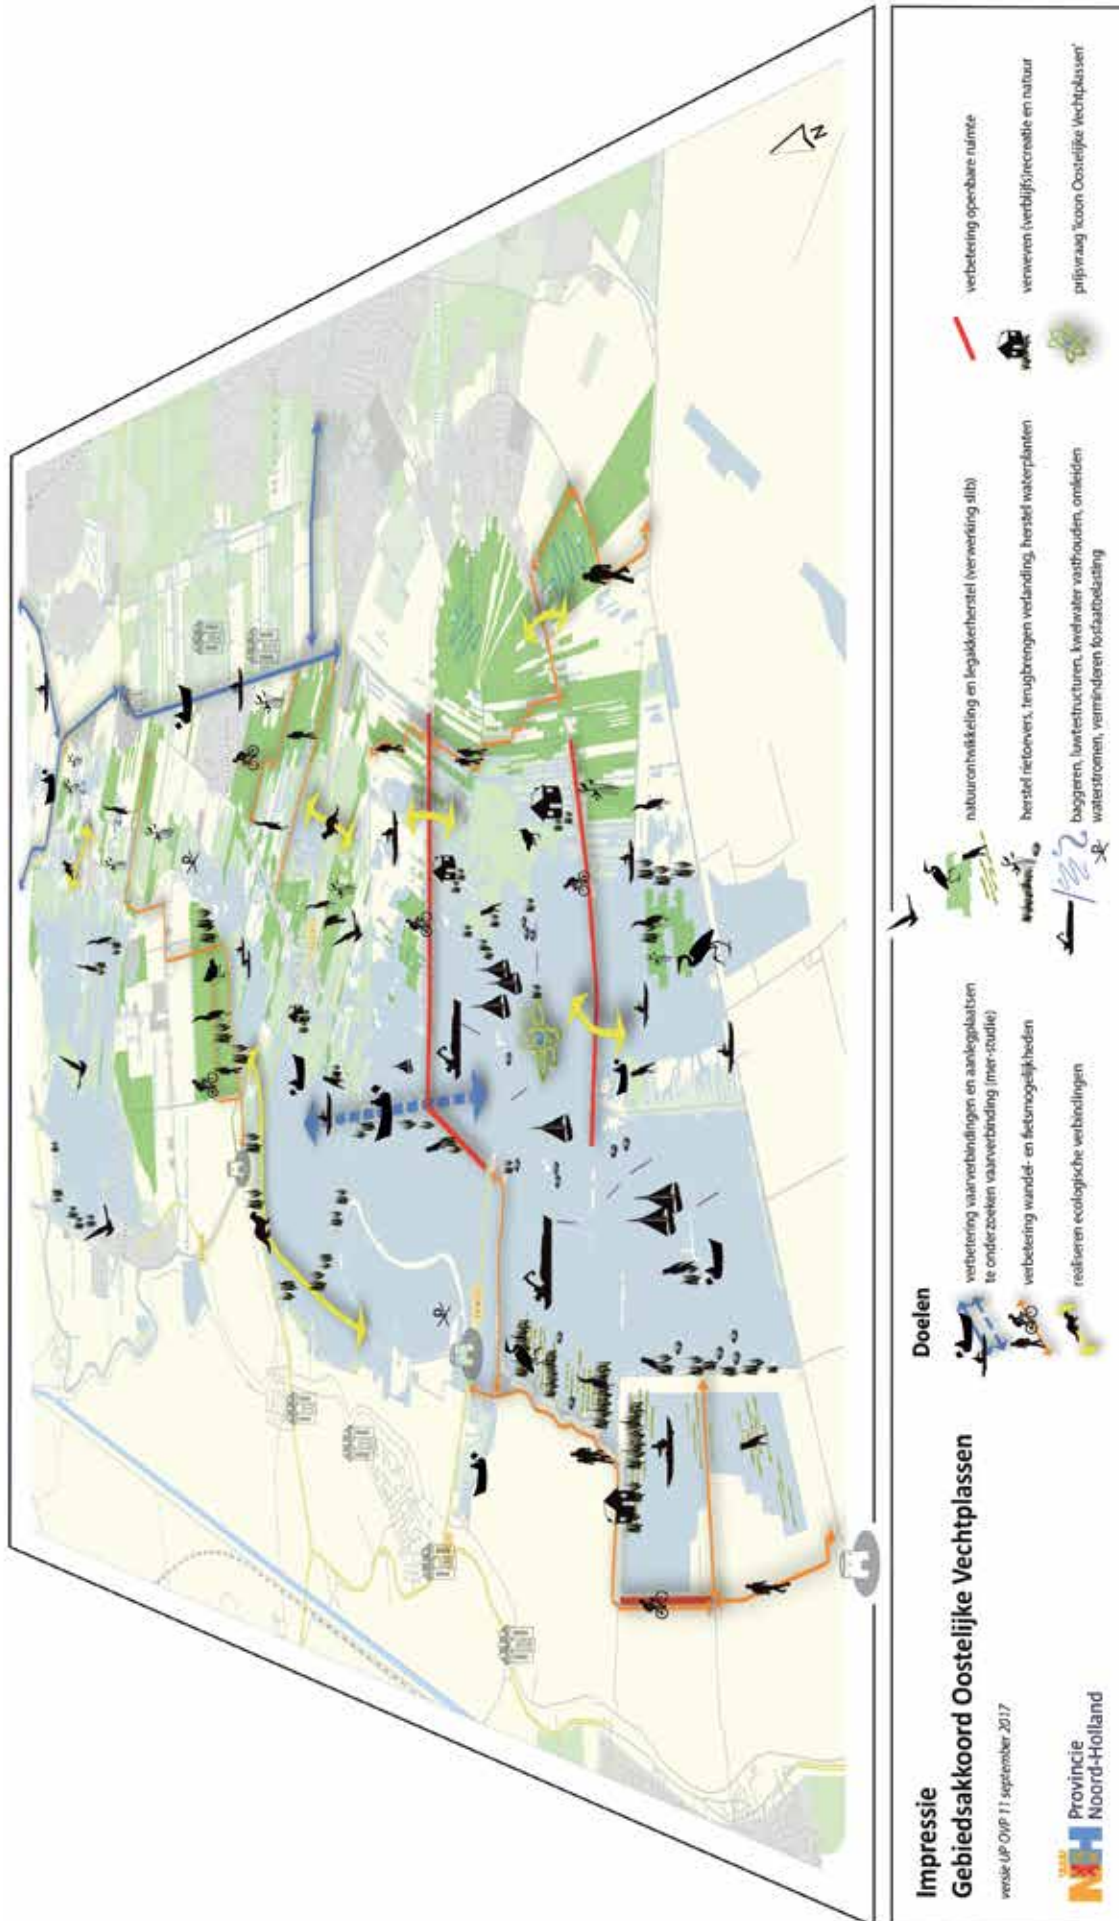 Impressie
Gebiedsakkoord Oostelijke Vechtplassen
versie UP OVP 11 september 2017
Provincie
Noord-Holland
Doelen
verbetering vaarverbindingen en aanlegplaatsen
te onderzoeken vaarverbinding (mer-studie)
verbetering wandel- en fietsmogelijkheden
realiseren ecologische verbindingen
natuurontwikkeling en legakkerherstel (verwerking slib)
herstel rietoevers, terugbrengen verlanding, herstel waterplanten
baggeren, luwtestructuren, kwelwater vasthouden, omleiden
waterstromen, verminderen fosfaatbelasting
verbetering openbare ruimte
verweven (verblijfs)recreatie en natuur
prijsvraag 'Icoon Oostelijke Vechtplassen'
N